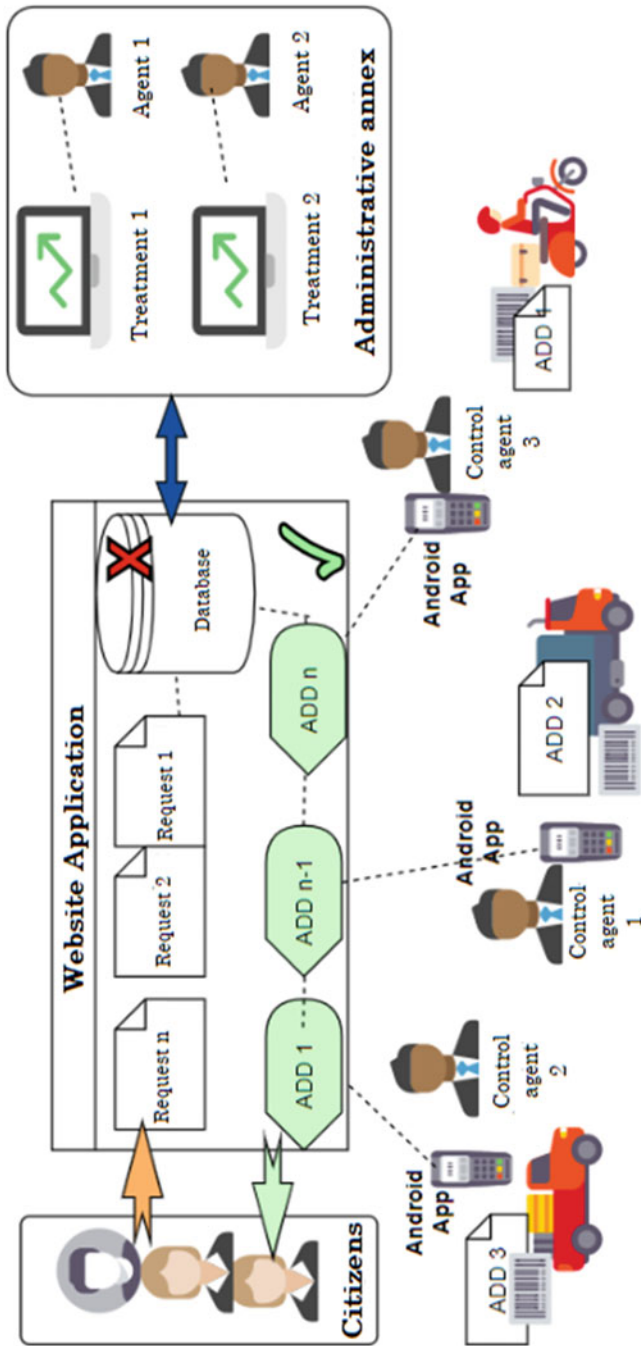 Website Application
Request n
Request 2
Request 1
Database
X
ADD 1
ADD n-1
ADD n
Citizens
Treatment 1
Agent 1
Treatment 2
Agent 2
Administrative annex
Android
App
Control
agent
2
Android
App
Control
agent
1
Android
App
Control
agent
3
ADD 3
ADD 2
ADD 1